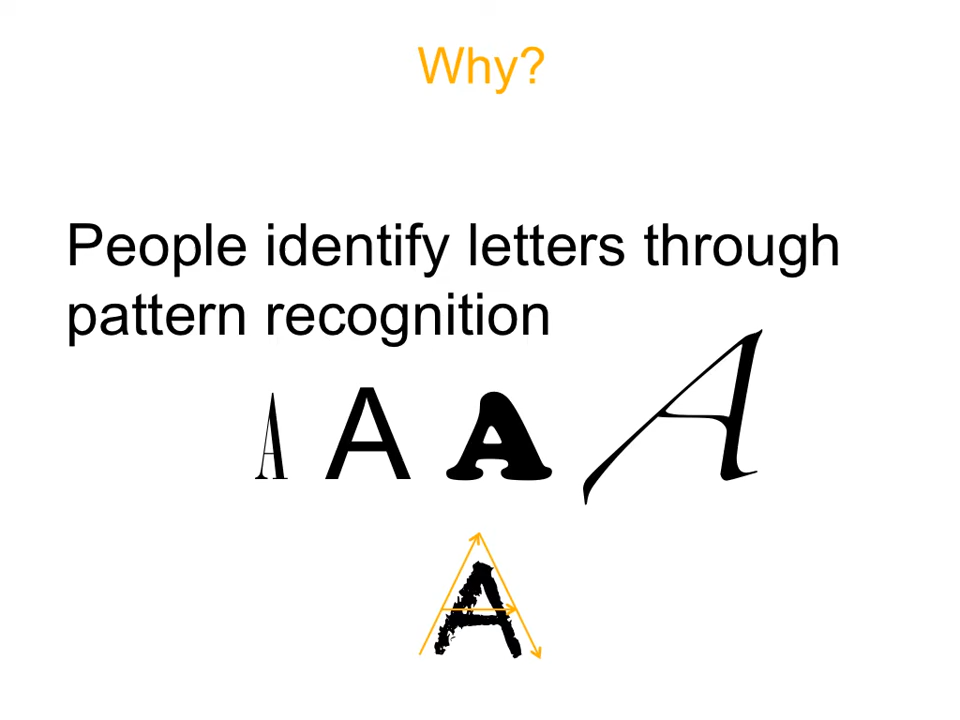 Why?
People identify letters through
pattern recognition
A A A A
A